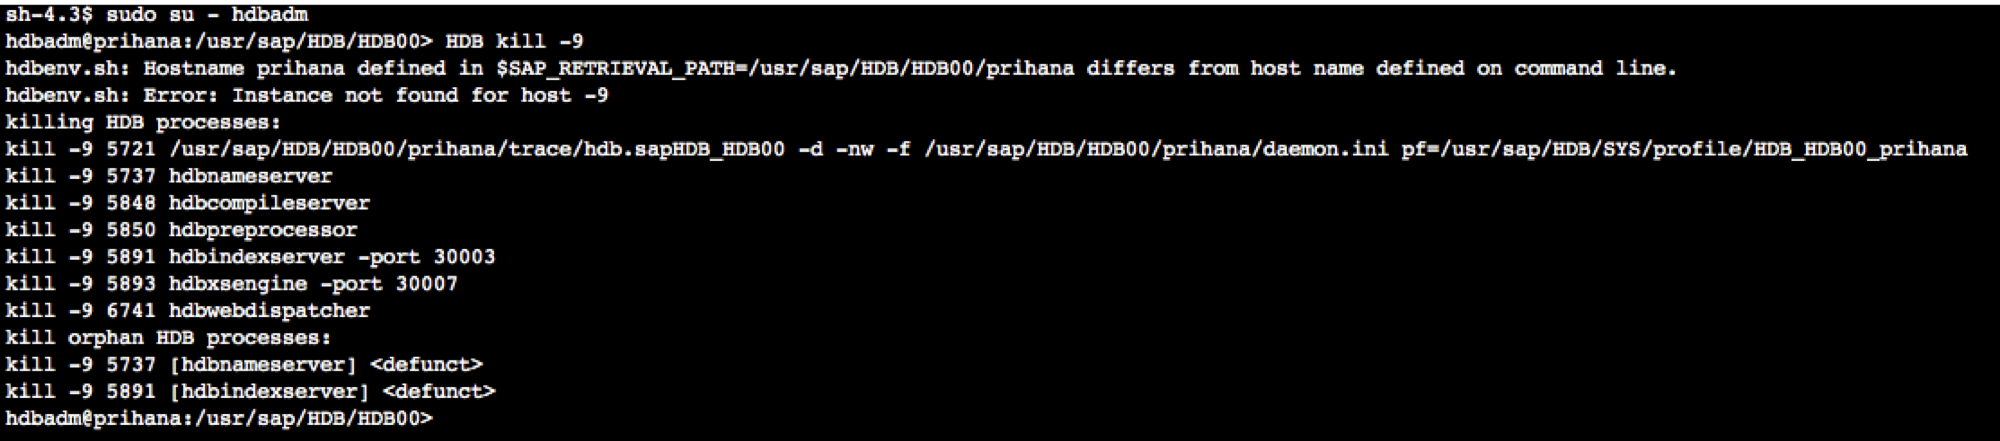 sh-4.3$ sudo su - hdbadm
hdbadm@prihana:/usr/sap/HDB/HDB00> HDB kill -9
hdbenv.sh: Hostname prihana defined in $SAP_RETRIEVAL_PATH=/usr/sap/HDB/HDB00/prihana differs from host name defined on command line.
hdbenv.sh: Error: Instance not found for host -9
killing HDB processes:
kill -9 5721 /usr/sap/HDB/HDB00/prihana/trace/hdb.sapHDB_HDB00 -d -nw -f /usr/sap/HDB/HDB00/prihana/daemon.ini pf=/usr/sap/HDB/SYS/profile/HDB_HDB00_prihana
kill -9 5737 hdbnameserver
kill -9 5848 hdbcompileserver
kill -9 5850 hdbpreprocessor
kill -9 5891 hdbindexserver -port 30003
kill -9 5893 hdbxsengine -port 30007
kill -9 6741 hdbwebdispatcher
kill orphan HDB processes:
kill -9 5737 [hdbnameserver] <defunct>
kill -9 5891 [hdbindexserver] <defunct>
hdbadm@prihana:/usr/sap/HDB/HDB00>